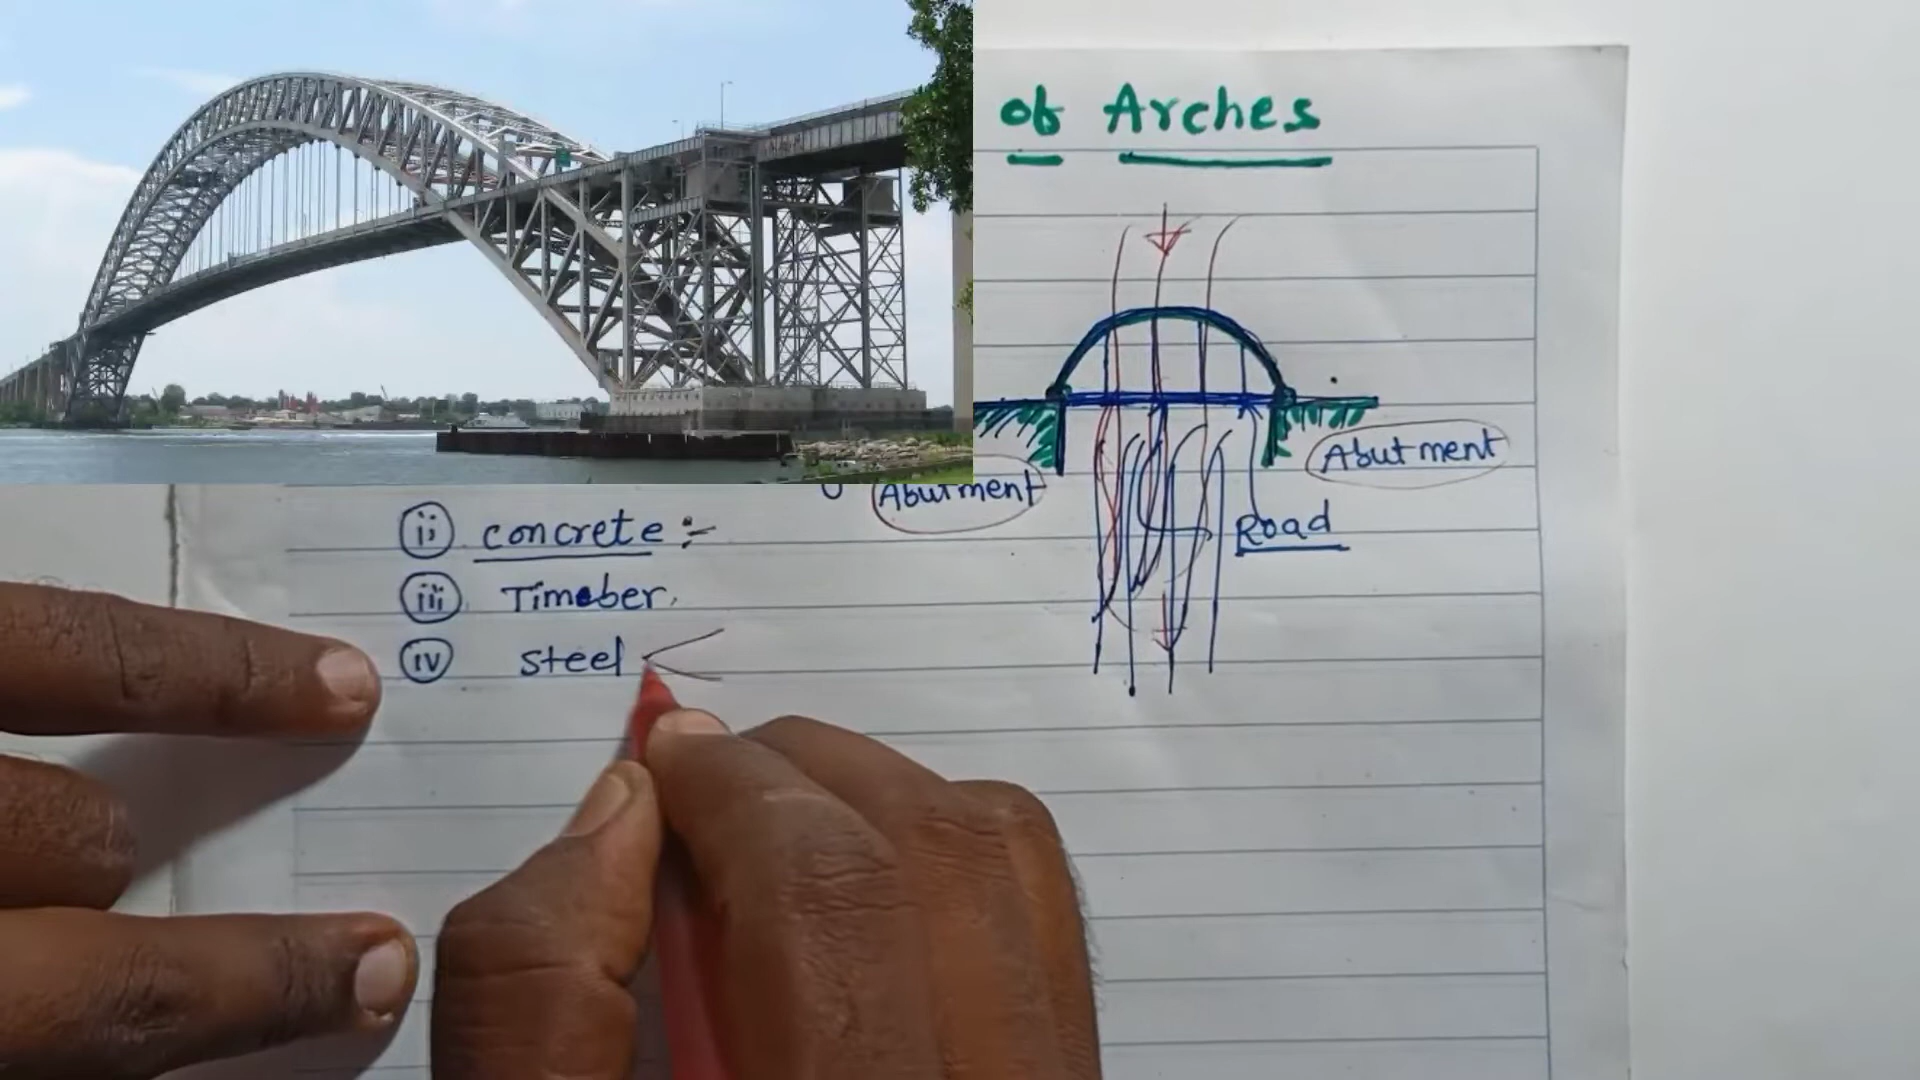 of Arches
Abutment
Abutment
(ii) concrete :-
Road
(iii) Timeber,
(iv) steel